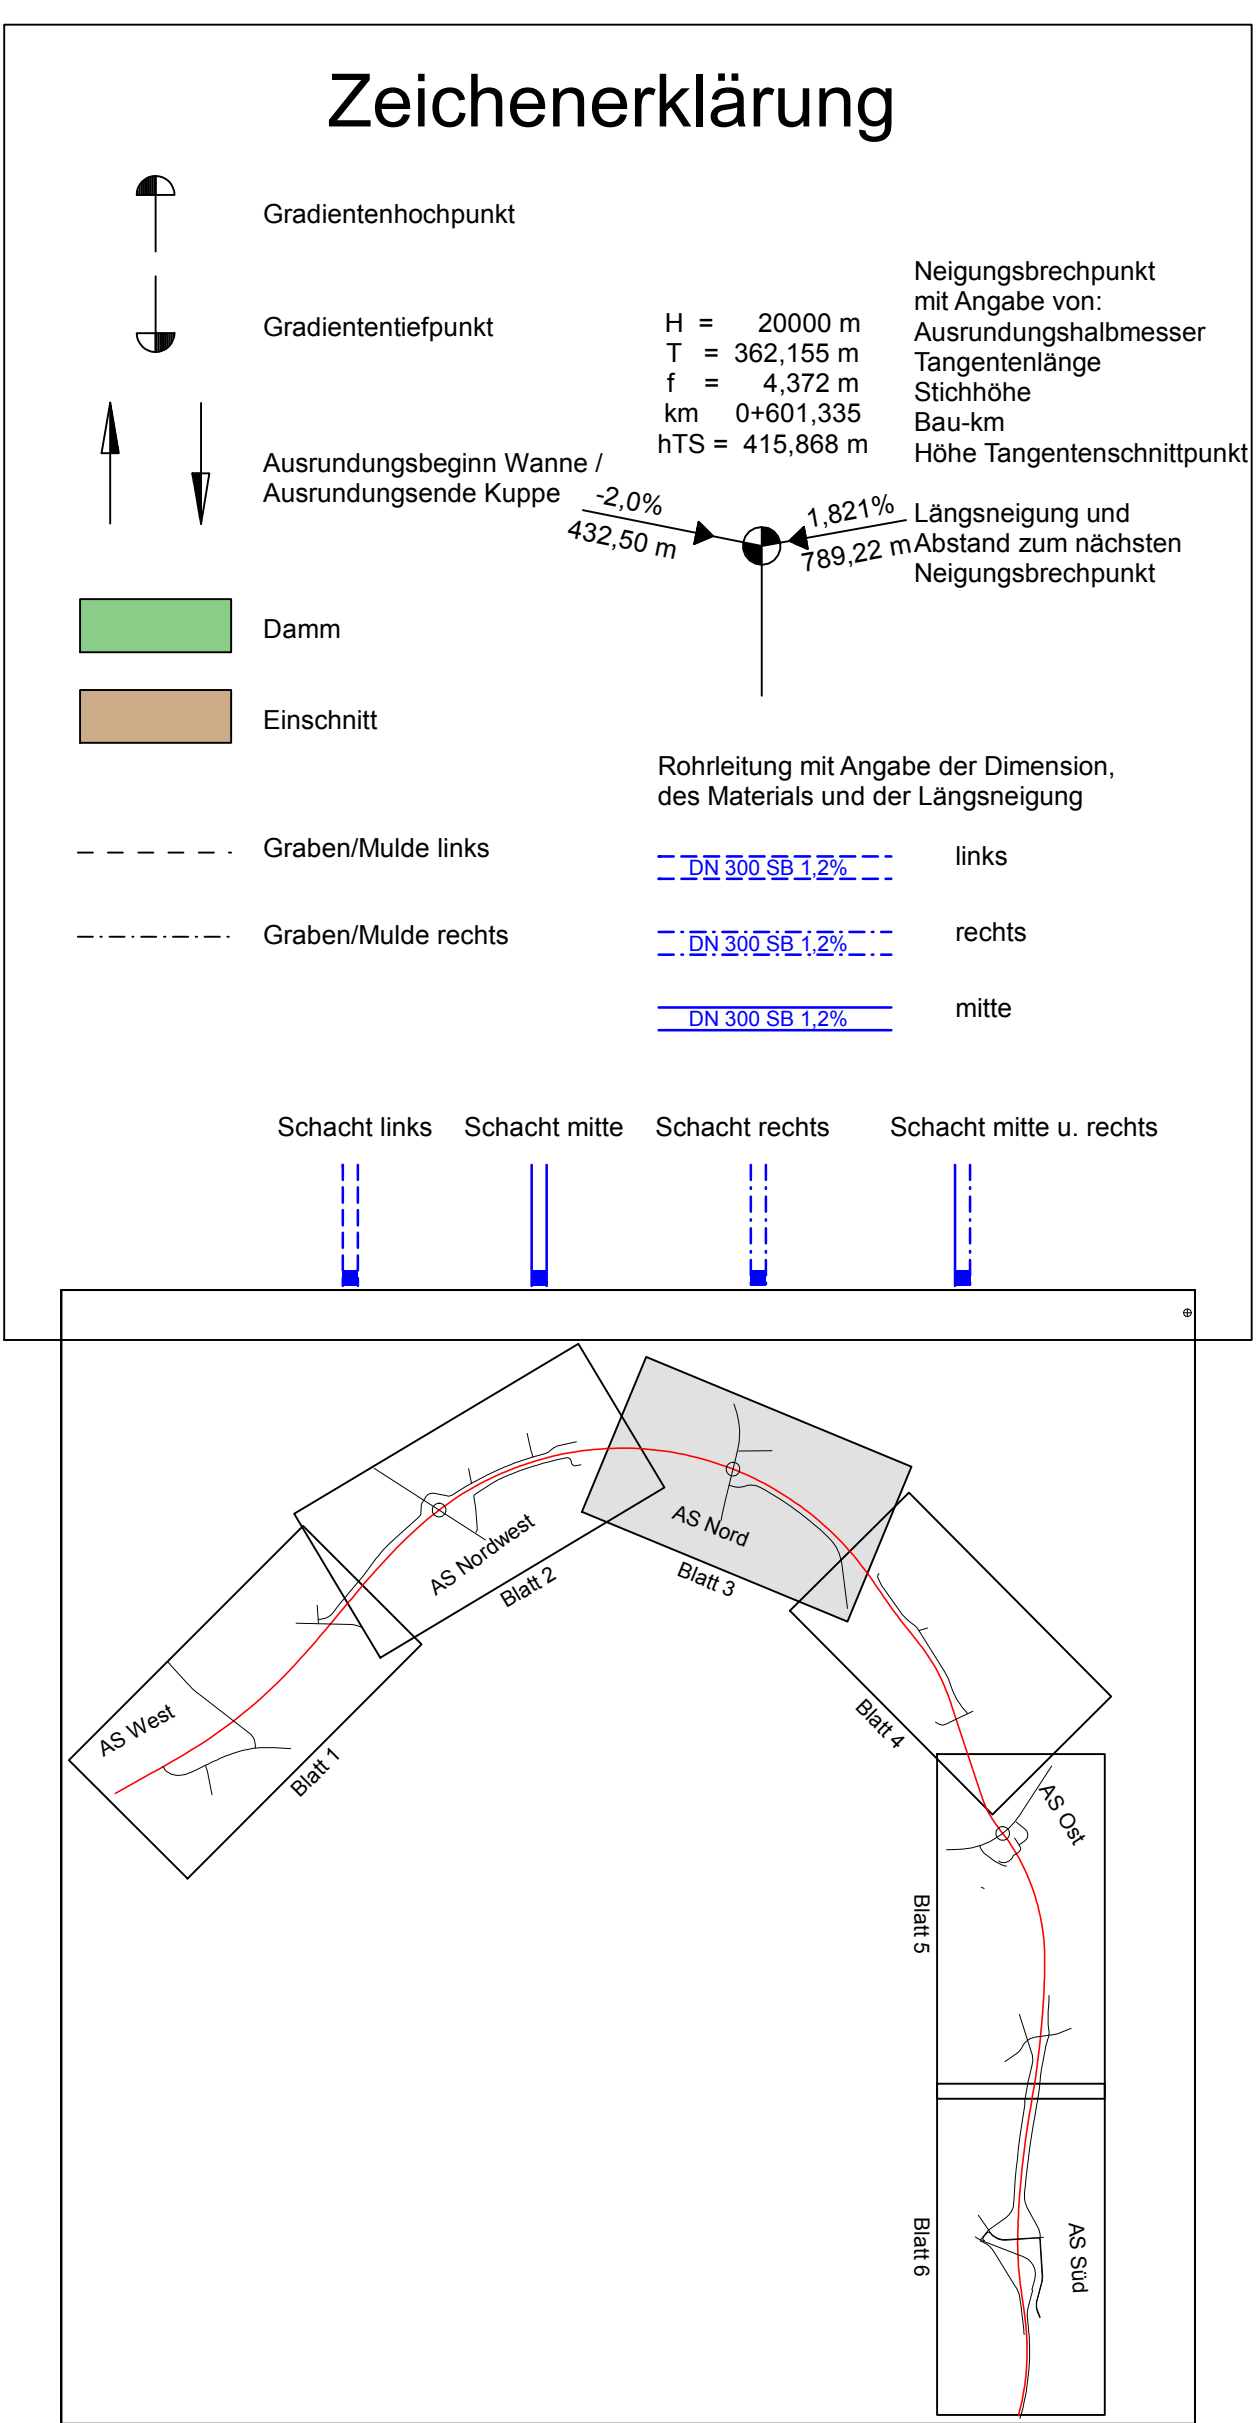 Zeichenerklärung
Gradientenhochpunkt
Gradiententiefpunkt
Ausrundungsbeginn Wanne /
Ausrundungsende Kuppe
H = 20000 m
T = 362,155 m
f = 4,372 m
km 0+601,335
hTS = 415,868 m
Neigungsbrechpunkt
mit Angabe von:
Ausrundungshalbmesser
Tangentenlänge
Stichhöhe
Bau-km
Höhe Tangentenschnittpunkt
-2,0%
432,50 m
1,821%
789,22 m
Längsneigung und
Abstand zum nächsten
Neigungsbrechpunkt
Damm
Einschnitt
Graben/Mulde links
Graben/Mulde rechts
Rohrleitung mit Angabe der Dimension,
des Materials und der Längsneigung
DN 300 SB 1,2%
links
DN 300 SB 1,2%
rechts
DN 300 SB 1,2%
mitte
Schacht links
Schacht mitte
Schacht rechts
Schacht mitte u. rechts
AS West
Blatt 1
AS Nordwest
Blatt 2
AS Nord
Blatt 3
Blatt 4
AS Ost
Blatt 5
AS Süd
Blatt 6